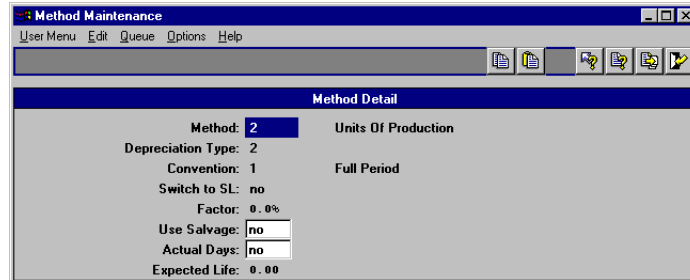 Method Maintenance
User Menu Edit Queue Options Help
Method Detail
Method: 2 Units Of Production
Depreciation Type: 2
Convention: 1 Full Period
Switch to SL: no
Factor: 0.0%
Use Salvage: no
Actual Days: no
Expected Life: 0.00